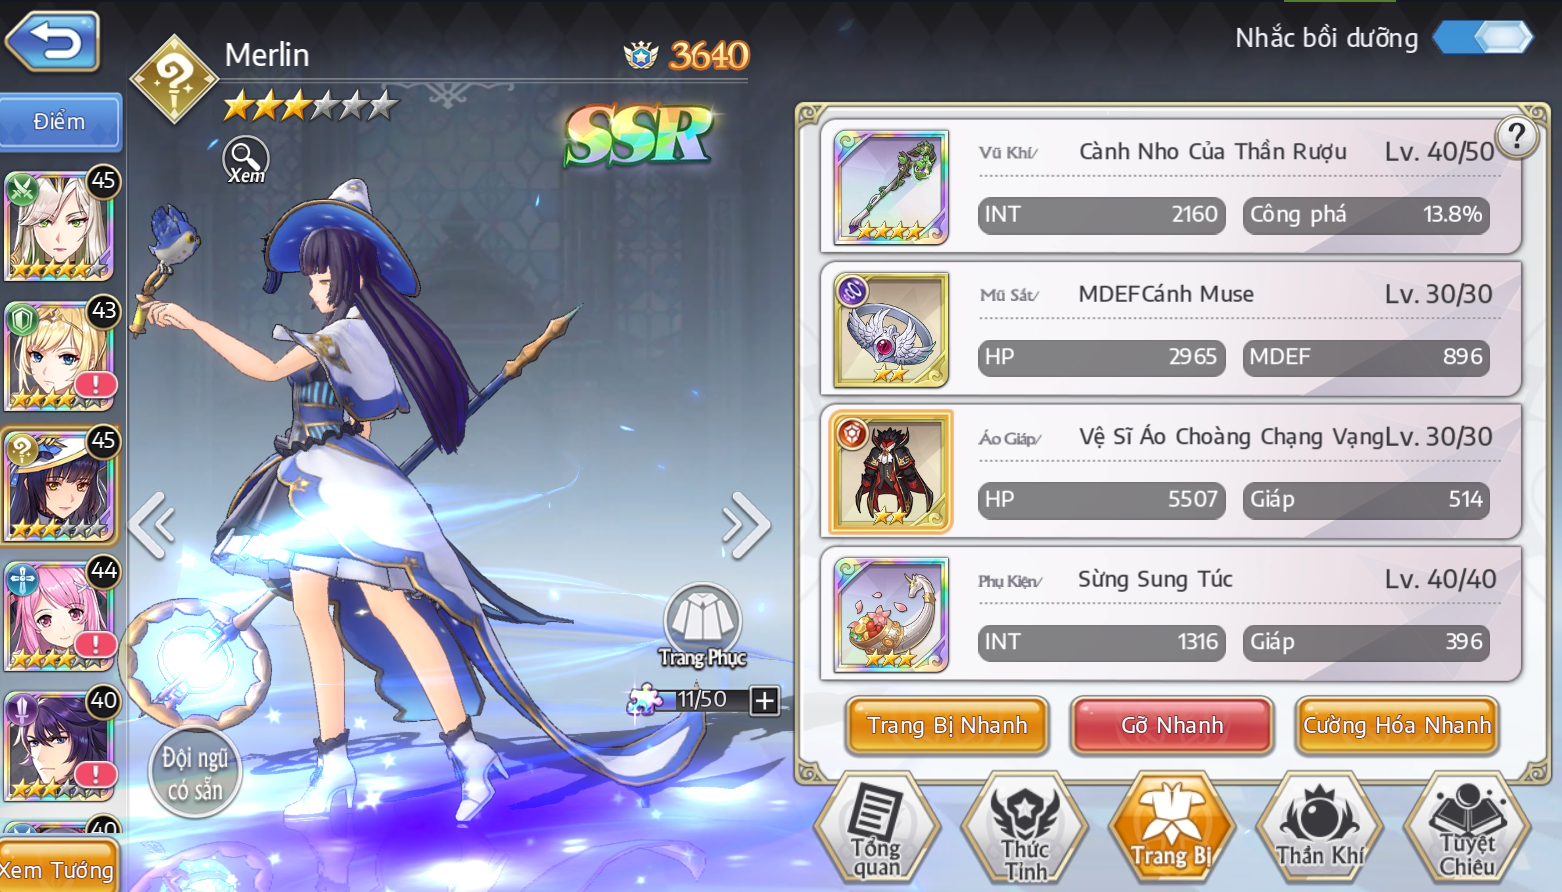 Merlin
3640
Nhắc bồi dưỡng
Điểm
SSR
Xem
45
43
!
45
44
!
40
!
40
Xem Tướng
Trang Phục
11/50
+
Đội ngũ
có sẵn
?
Vũ Khí/ Cành Nho Của Thần Rượu Lv. 40/50
INT 2160 Công phá 13.8%
Mũ Sắt/ MDEFCánh Muse Lv. 30/30
HP 2965 MDEF 896
Áo Giáp/ Vệ Sĩ Áo Choàng Chạng Vạng Lv. 30/30
HP 5507 Giáp 514
Phụ Kiện/ Sừng Sung Túc Lv. 40/40
INT 1316 Giáp 396
Trang Bị Nhanh
Gỡ Nhanh
Cường Hóa Nhanh
Tổng
quan
Thức
Tỉnh
Trang Bị
Thần Khí
Tuyệt
Chiêu